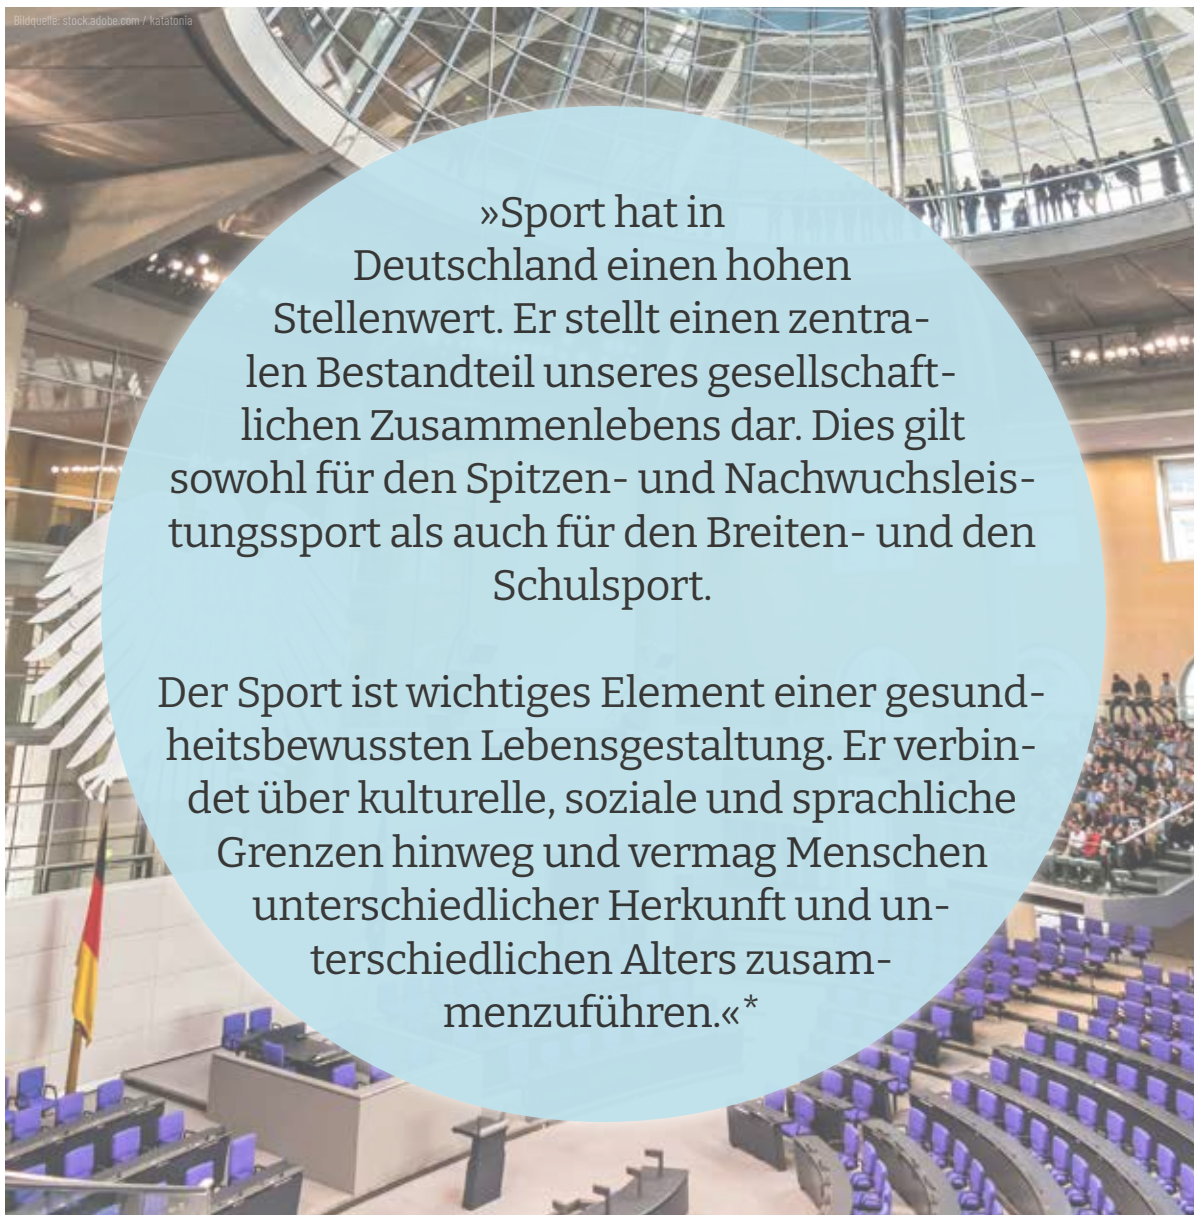 Bildquelle: stock.adobe.com / katatonia
»Sport hat in
Deutschland einen hohen
Stellenwert. Er stellt einen zentra-
len Bestandteil unseres gesellschaft-
lichen Zusammenlebens dar. Dies gilt
sowohl für den Spitzen- und Nachwuchsleis-
tungssport als auch für den Breiten- und den
Schulsport.
Der Sport ist wichtiges Element einer gesund-
heitsbewussten Lebensgestaltung. Er verbin-
det über kulturelle, soziale und sprachliche
Grenzen hinweg und vermag Menschen
unterschiedlicher Herkunft und un-
terschiedlichen Alters zusam-
menzuführen.«*